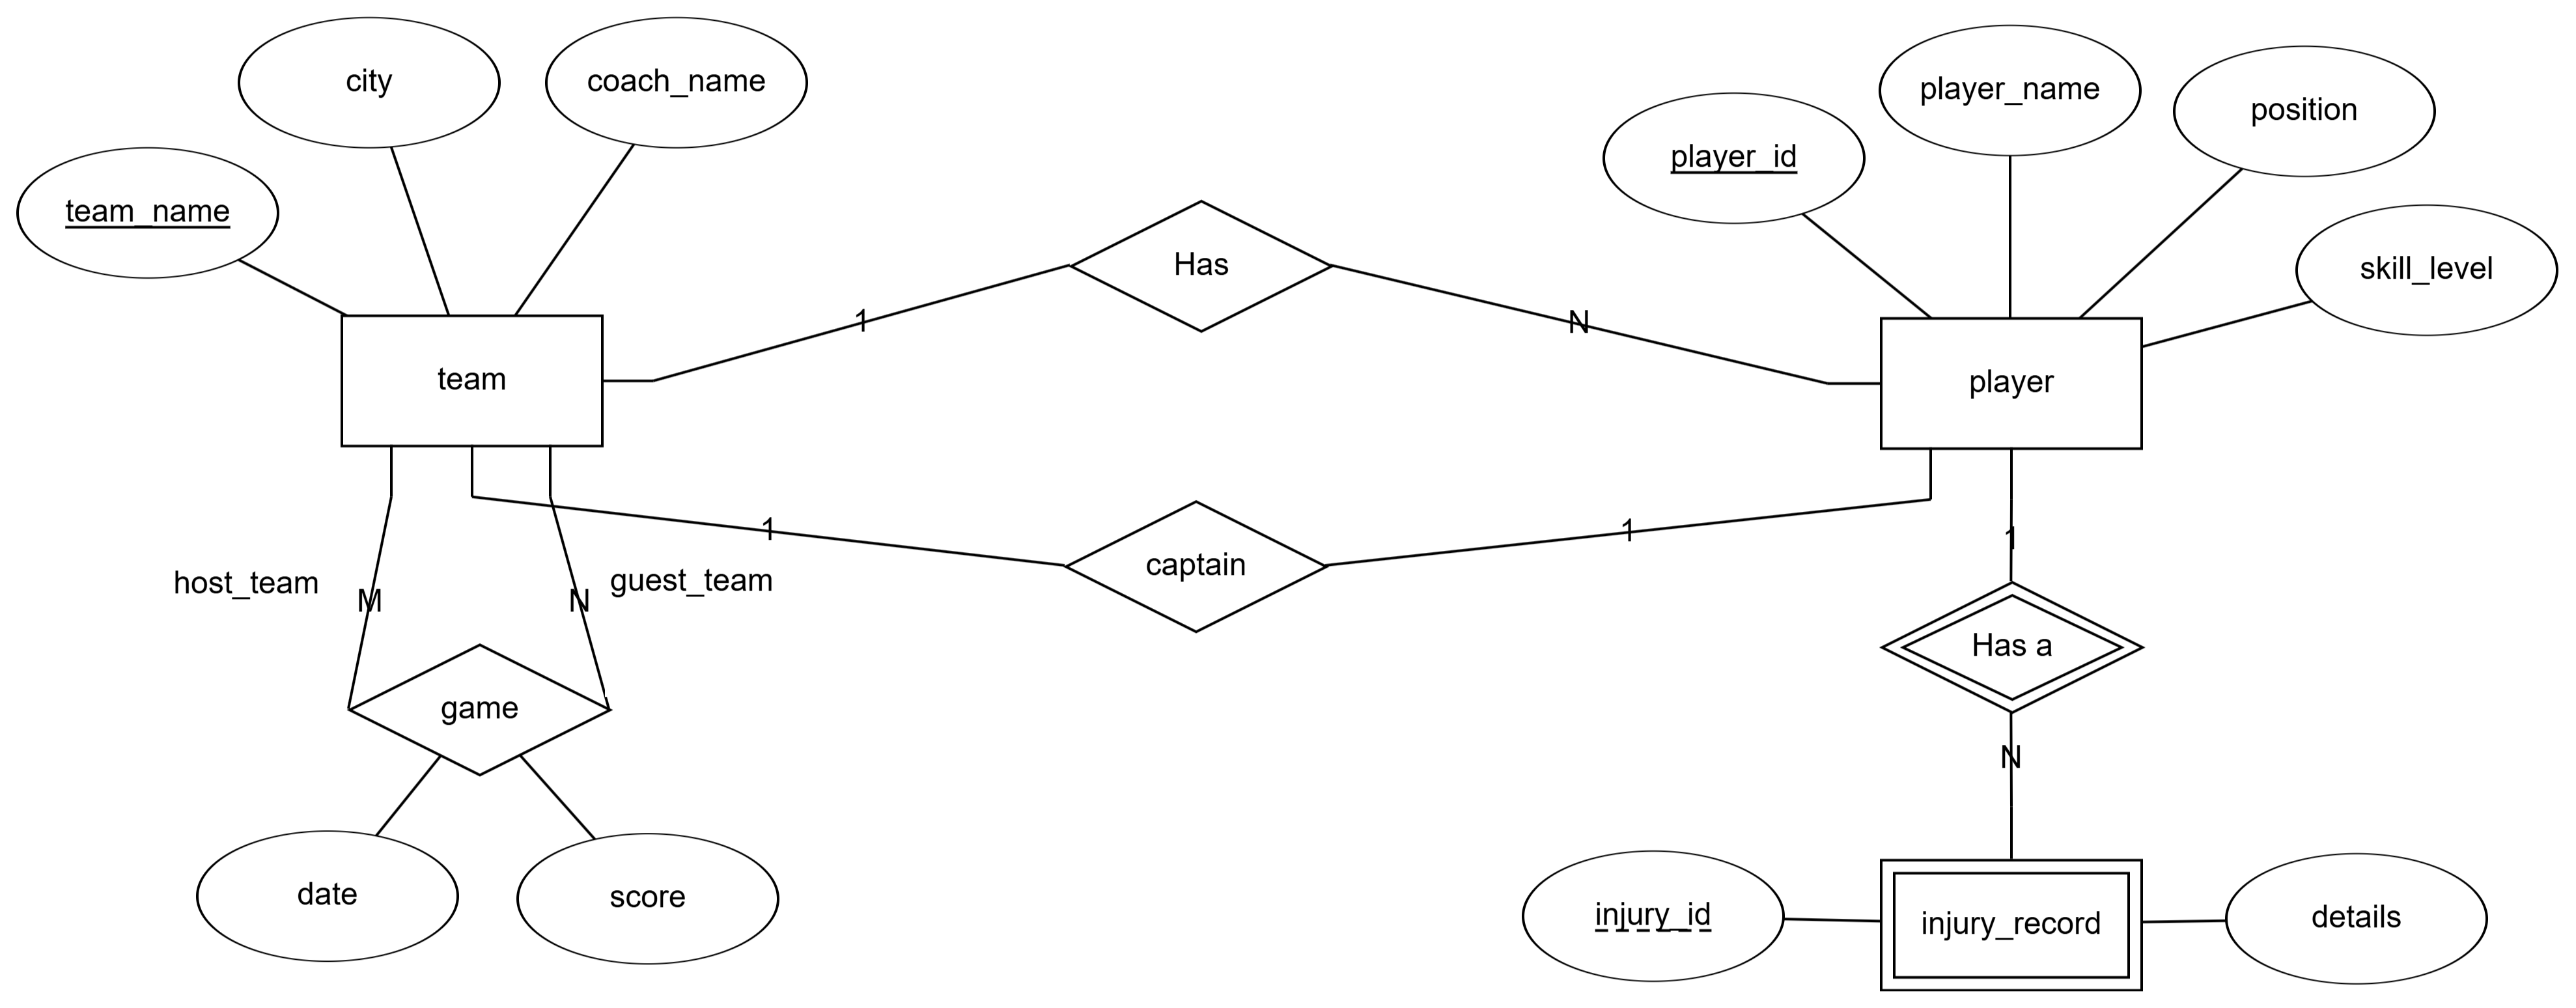 city
coach_name
player_name
position
player_id
team_name
Has
skill_level
1
N
team
player
1
1
1
captain
host_team
M
N
guest_team
Has a
game
N
date
score
injury_id
injury_record
details